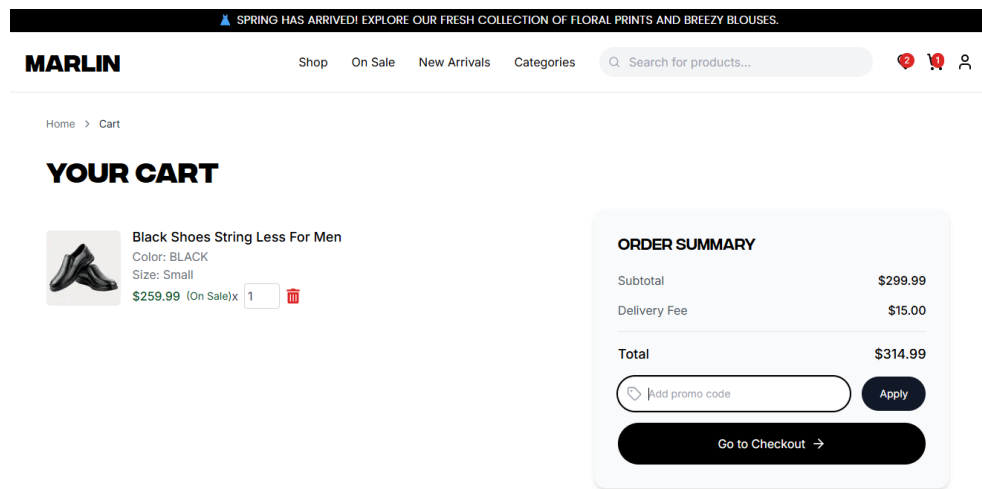 SPRING HAS ARRIVED! EXPLORE OUR FRESH COLLECTION OF FLORAL PRINTS AND BREEZY BLOUSES.
MARLIN Shop On Sale New Arrivals Categories Search for products... 2 1
Home > Cart
YOUR CART
Black Shoes String Less For Men
Color: BLACK
Size: Small
$259.99 (On Sale)x 1
ORDER SUMMARY
Subtotal $299.99
Delivery Fee $15.00
Total $314.99
Add promo code Apply
Go to Checkout →